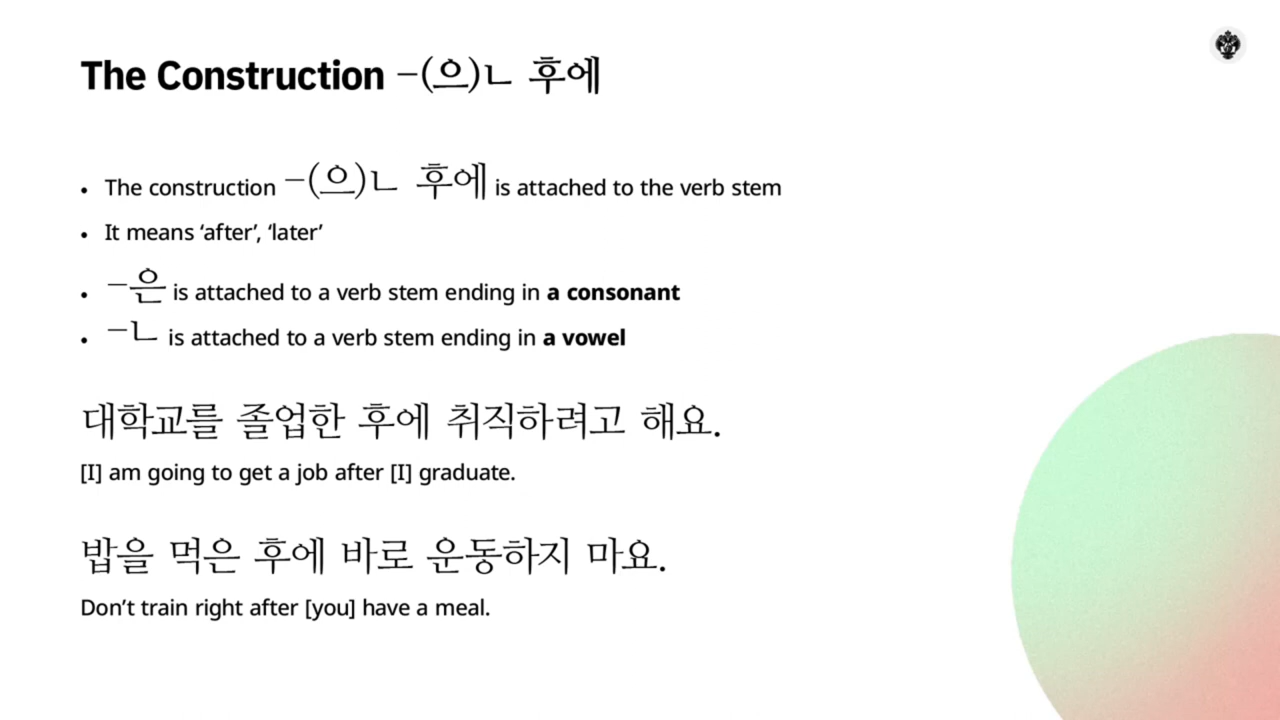 The Construction –(으)ㄴ 후에
• The construction –(으)ㄴ 후에 is attached to the verb stem
• It means ‘after’, ‘later’
• –은 is attached to a verb stem ending in a consonant
• –ㄴ is attached to a verb stem ending in a vowel
대학교를 졸업한 후에 취직하려고 해요.
[I] am going to get a job after [I] graduate.
밥을 먹은 후에 바로 운동하지 마요.
Don’t train right after [you] have a meal.